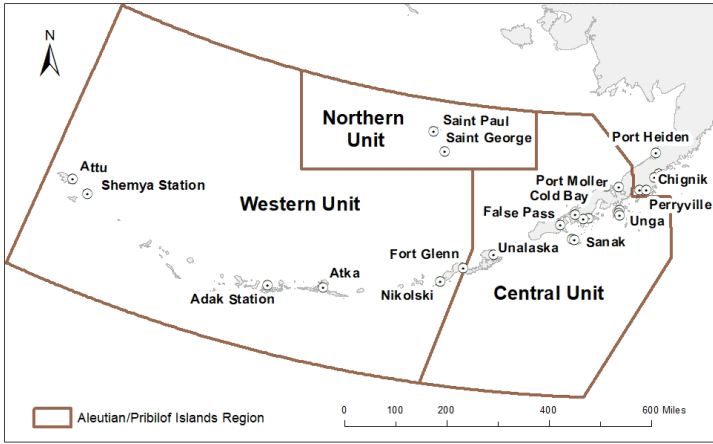 N
Northern
Unit
Saint Paul
Saint George
Port Heiden
Attu
Shemya Station
Western Unit
Port Moller
Chignik
Cold Bay
Perryville
False Pass
Unga
Fort Glenn
Unalaska
Sanak
Adak Station
Atka
Nikolski
Central Unit
Aleutian/Pribilof Islands Region
0 200 400 600 Miles